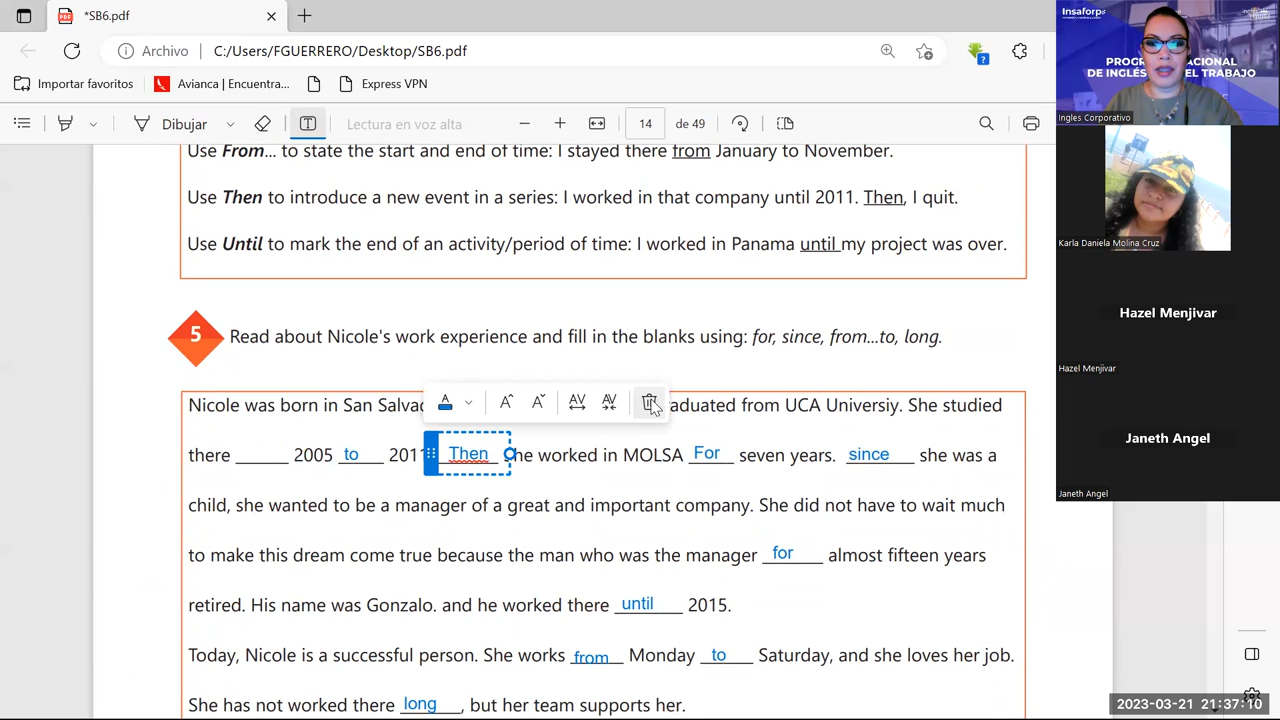 *SB6.pdf
Archivo C:/Users/FGUERRERO/Desktop/SB6.pdf
Importar favoritos Avianca | Encuentra... Express VPN
Dibujar Lectura en voz alta 14 de 49
Use From... to state the start and end of time: I stayed there from January to November.
Use Then to introduce a new event in a series: I worked in that company until 2011. Then, I quit.
Use Until to mark the end of an activity/period of time: I worked in Panama until my project was over.
5 Read about Nicole's work experience and fill in the blanks using: for, since, from...to, long.
Nicole was born in San Salvad aduated from UCA Universiy. She studied
there ______ 2005 to 2011 Then he worked in MOLSA For seven years. since she was a
child, she wanted to be a manager of a great and important company. She did not have to wait much
to make this dream come true because the man who was the manager for almost fifteen years
retired. His name was Gonzalo. and he worked there until 2015.
Today, Nicole is a successful person. She works from Monday to Saturday, and she loves her job.
She has not worked there long, but her team supports her.
Insaforp
PROGR ACIONAL
DE INGLÉS EL TRABAJO
Ingles Corporativo
Karla Daniela Molina Cruz
Hazel Menjivar
Hazel Menjivar
Janeth Angel
Janeth Angel
2023-03-21 21:37:10